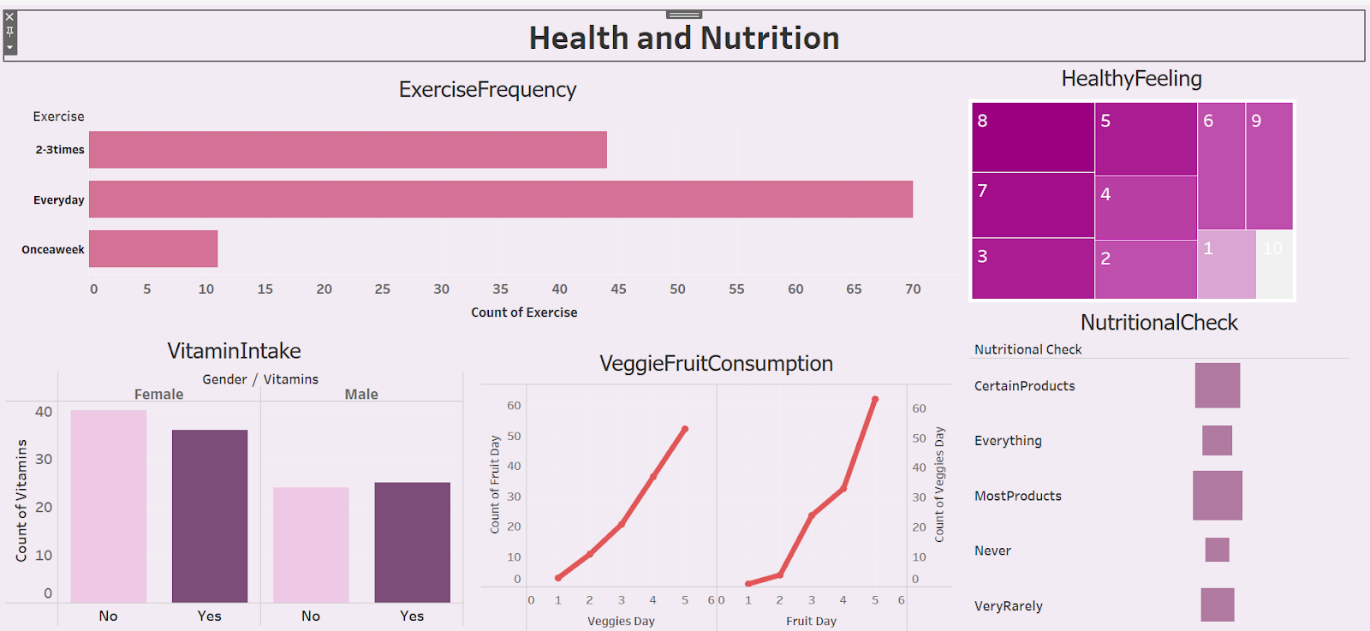 Health and Nutrition
ExerciseFrequency
Exercise
2-3times
Everyday
Onceaweek
0 5 10 15 20 25 30 35 40 45 50 55 60 65 70
Count of Exercise
HealthyFeeling
8 5 6 9
7 4
3 2 1 10
VitaminIntake
Gender / Vitamins
Female Male
Count of Vitamins
40
30
20
10
0
No Yes No Yes
VeggieFruitConsumption
Count of Fruit Day
60
50
40
30
20
10
0
0 1 2 3 4 5 6
Veggies Day
0 1 2 3 4 5 6
Fruit Day
60
50
40
30
20
10
0
Count of Veggies Day
NutritionalCheck
Nutritional Check
CertainProducts
Everything
MostProducts
Never
VeryRarely